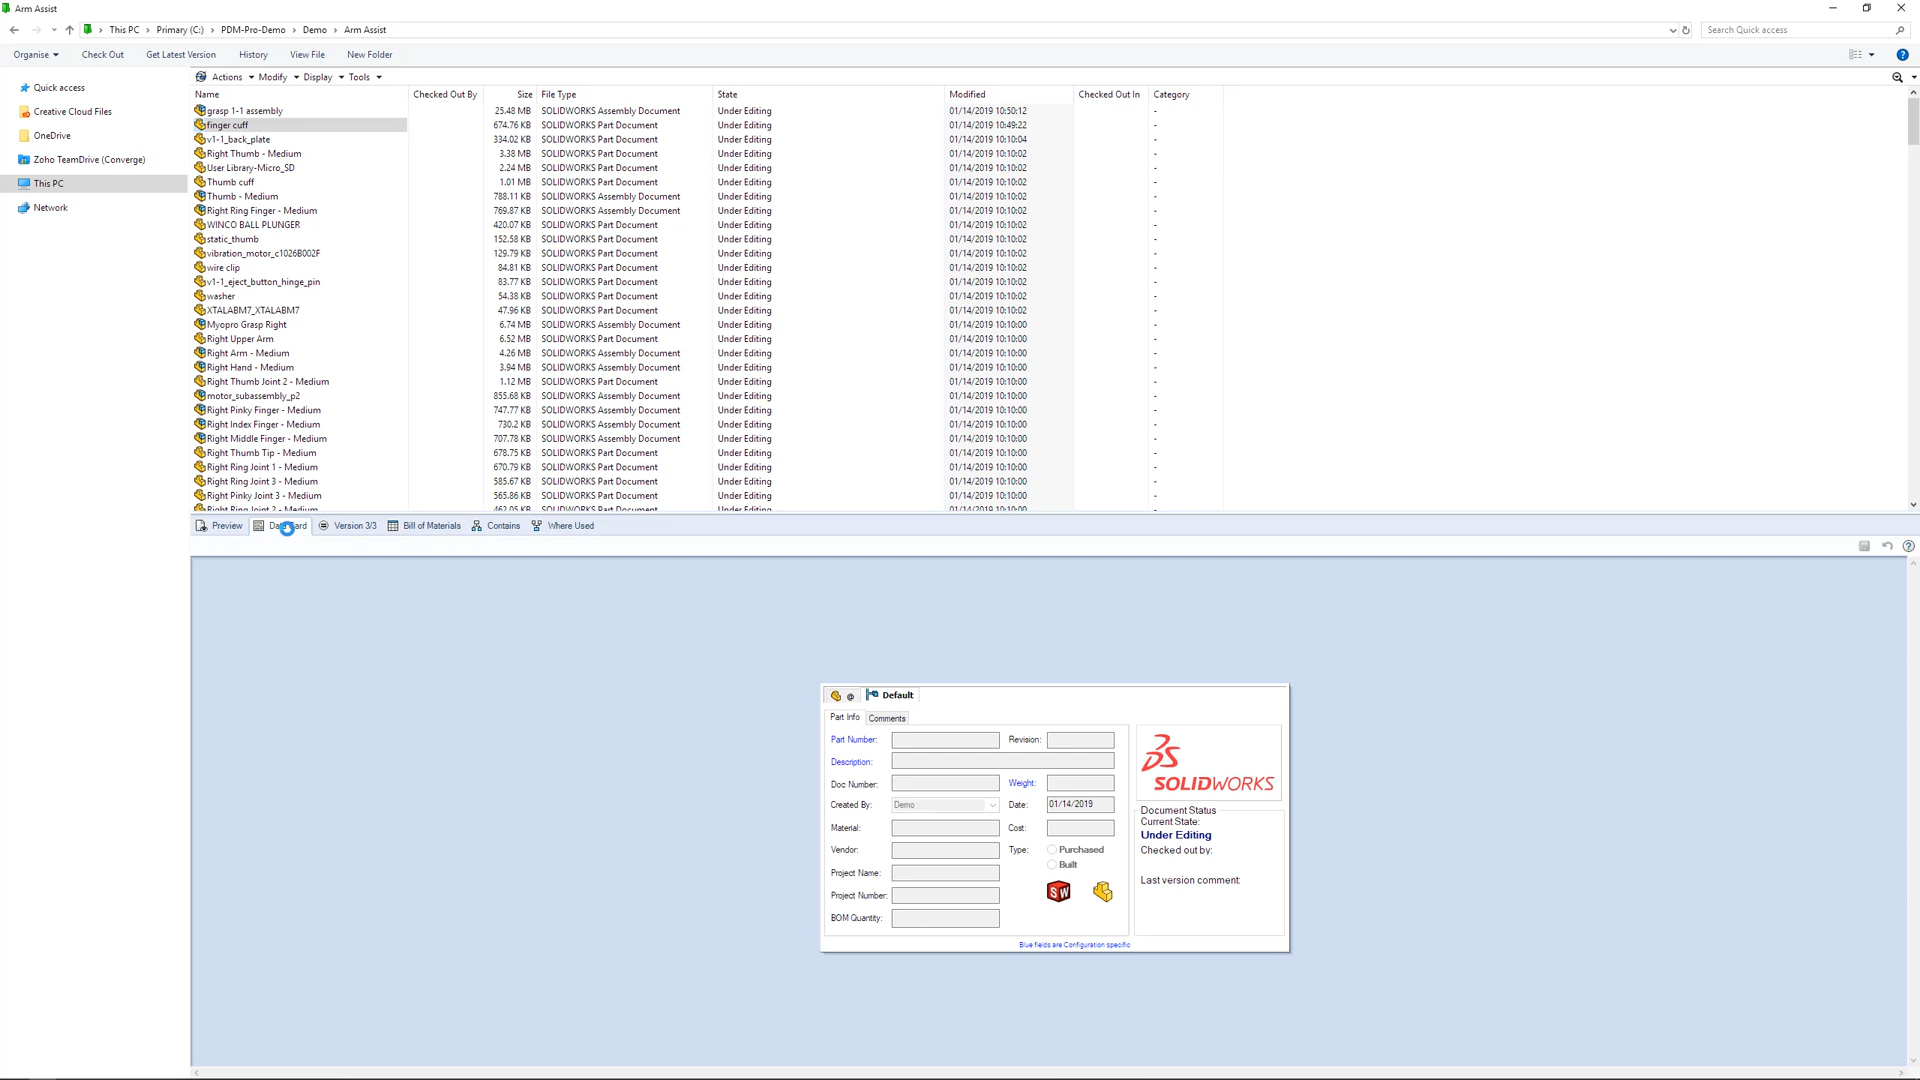 Arm Assist
This PC › Primary (C:) › PDM-Pro-Demo › Demo › Arm Assist
Search Quick access
Organise Check Out Get Latest Version History View File New Folder
Quick access
Creative Cloud Files
OneDrive
Zoho TeamDrive (Converge)
This PC
Network
Actions Modify Display Tools
Name Checked Out By Size File Type State Modified Checked Out In Category
grasp 1-1 assembly 25.48 MB SOLIDWORKS Assembly Document Under Editing 01/14/2019 10:50:12 -
finger cuff 674.76 KB SOLIDWORKS Part Document Under Editing 01/14/2019 10:49:22 -
v1-1_back_plate 334.02 KB SOLIDWORKS Part Document Under Editing 01/14/2019 10:10:04 -
Right Thumb - Medium 3.38 MB SOLIDWORKS Part Document Under Editing 01/14/2019 10:10:02 -
User Library-Micro_SD 2.24 MB SOLIDWORKS Part Document Under Editing 01/14/2019 10:10:02 -
Thumb cuff 1.01 MB SOLIDWORKS Part Document Under Editing 01/14/2019 10:10:02 -
Thumb - Medium 788.11 KB SOLIDWORKS Assembly Document Under Editing 01/14/2019 10:10:02 -
Right Ring Finger - Medium 769.87 KB SOLIDWORKS Assembly Document Under Editing 01/14/2019 10:10:02 -
WINCO BALL PLUNGER 420.07 KB SOLIDWORKS Part Document Under Editing 01/14/2019 10:10:02 -
static_thumb 152.58 KB SOLIDWORKS Part Document Under Editing 01/14/2019 10:10:02 -
vibration_motor_c1026B002F 129.79 KB SOLIDWORKS Part Document Under Editing 01/14/2019 10:10:02 -
wire clip 84.81 KB SOLIDWORKS Part Document Under Editing 01/14/2019 10:10:02 -
v1-1_eject_button_hinge_pin 83.77 KB SOLIDWORKS Part Document Under Editing 01/14/2019 10:10:02 -
washer 54.38 KB SOLIDWORKS Part Document Under Editing 01/14/2019 10:10:02 -
XTALABM7_XTALABM7 47.96 KB SOLIDWORKS Part Document Under Editing 01/14/2019 10:10:02 -
Myopro Grasp Right 6.74 MB SOLIDWORKS Assembly Document Under Editing 01/14/2019 10:10:00 -
Right Upper Arm 6.52 MB SOLIDWORKS Part Document Under Editing 01/14/2019 10:10:00 -
Right Arm - Medium 4.26 MB SOLIDWORKS Assembly Document Under Editing 01/14/2019 10:10:00 -
Right Hand - Medium 3.94 MB SOLIDWORKS Assembly Document Under Editing 01/14/2019 10:10:00 -
Right Thumb Joint 2 - Medium 1.12 MB SOLIDWORKS Part Document Under Editing 01/14/2019 10:10:00 -
motor_subassembly_p2 855.68 KB SOLIDWORKS Assembly Document Under Editing 01/14/2019 10:10:00 -
Right Pinky Finger - Medium 747.77 KB SOLIDWORKS Assembly Document Under Editing 01/14/2019 10:10:00 -
Right Index Finger - Medium 730.2 KB SOLIDWORKS Assembly Document Under Editing 01/14/2019 10:10:00 -
Right Middle Finger - Medium 707.78 KB SOLIDWORKS Assembly Document Under Editing 01/14/2019 10:10:00 -
Right Thumb Tip - Medium 678.75 KB SOLIDWORKS Part Document Under Editing 01/14/2019 10:10:00 -
Right Ring Joint 1 - Medium 670.79 KB SOLIDWORKS Part Document Under Editing 01/14/2019 10:10:00 -
Right Ring Joint 3 - Medium 585.67 KB SOLIDWORKS Part Document Under Editing 01/14/2019 10:10:00 -
Right Pinky Joint 3 - Medium 565.86 KB SOLIDWORKS Part Document Under Editing 01/14/2019 10:10:00 -
Right Ring Joint 2 - Medium 462.05 KB SOLIDWORKS Part Document Under Editing 01/14/2019 10:10:00 -
Preview Data Card Version 3/3 Bill of Materials Contains Where Used
@ Default
Part Info Comments
Part Number: Revision:
Description:
Doc Number: Weight:
Created By: Demo Date: 01/14/2019
Material: Cost:
Vendor: Type: Purchased
Built
Project Name:
Project Number:
BOM Quantity:
SW
Blue fields are Configuration specific
SOLIDWORKS
Document Status
Current State:
Under Editing
Checked out by:
Last version comment: